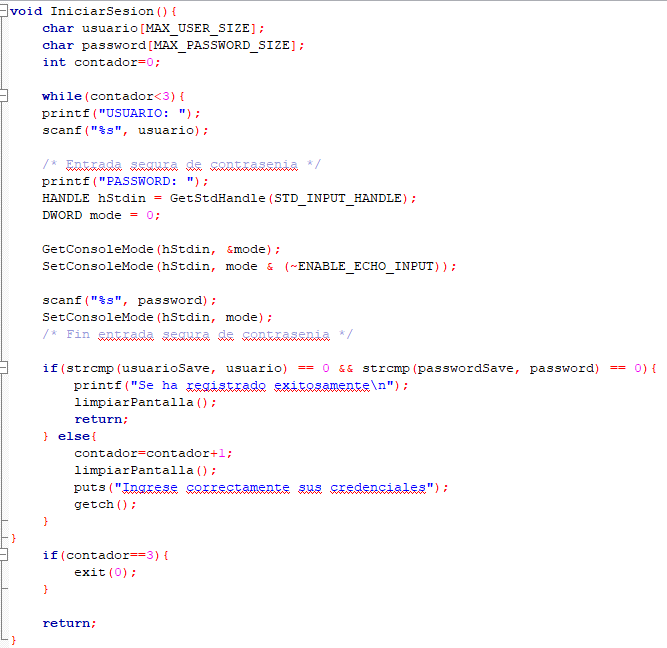 void IniciarSesion(){
char usuario[MAX_USER_SIZE];
char password[MAX_PASSWORD_SIZE];
int contador=0;
while(contador<3){
printf("USUARIO: ");
scanf("%s", usuario);
/* Entrada segura de contrasenia */
printf("PASSWORD: ");
HANDLE hStdin = GetStdHandle(STD_INPUT_HANDLE);
DWORD mode = 0;
GetConsoleMode(hStdin, &mode);
SetConsoleMode(hStdin, mode & (~ENABLE_ECHO_INPUT));
scanf("%s", password);
SetConsoleMode(hStdin, mode);
/* Fin entrada segura de contrasenia */
if(strcmp(usuarioSave, usuario) == 0 && strcmp(passwordSave, password) == 0){
printf("Se ha registrado exitosamente\n");
limpiarPantalla();
return;
} else{
contador=contador+1;
limpiarPantalla();
puts("Ingrese correctamente sus credenciales");
getch();
}
}
if(contador==3){
exit(0);
}
return;
}